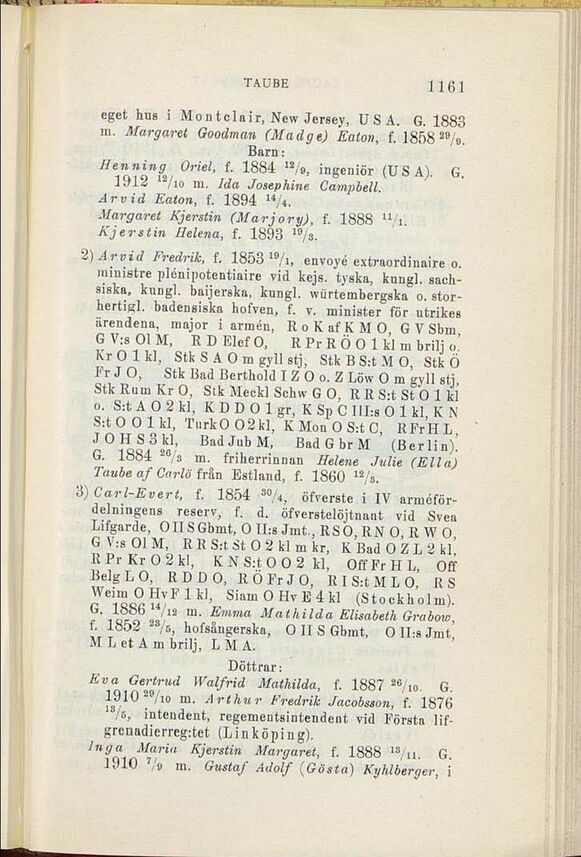 TAUBE 1161
eget hus i Montclair, New Jersey, U S A. G. 1883
m. Margaret Goodman (Madge) Eaton, f. 1858 29/9.
Barn:
Henning Oriel, f. 1884 12/9, ingeniör (U S A). G.
1912 12/10 m. Ida Josephine Campbell.
Arvid Eaton, f. 1894 14/4.
Margaret Kjerstin (Marjory), f. 1888 11/1.
Kjerstin Helena, f. 1893 19/3.
2) Arvid Fredrik, f. 1853 19/1, envoyé extraordinaire o.
ministre plénipotentiaire vid kejs. tyska, kungl. sach-
siska, kungl. baijerska, kungl. würtembergska o. stor-
hertigl. badensiska hofven, f. v. minister för utrikes
ärendena, major i armén, R o K af K M O, G V Sbm,
G V:s Ol M, R D Elef O, R Pr R Ö O 1 kl m brilj o.
Kr O 1 kl, Stk S A O m gyll stj, Stk B S:t M O, Stk Ö
Fr J O, Stk Bad Berthold I Z O o. Z Löw O m gyll stj,
Stk Rum Kr O, Stk Meckl Schw G O, R R S:t St O 1 kl
o. S:t A O 2 kl, K D D O 1 gr, K Sp C III:s O 1 kl, K N
S:t O O 1 kl, Turk O O 2 kl, K Mon O S:t C, R Fr H L,
J O H S 3 kl, Bad Jub M, Bad G br M (Berlin).
G. 1884 26/3 m. friherrinnan Helene Julie (Ella)
Taube af Carlö från Estland, f. 1860 12/3.
3) Carl-Evert, f. 1854 30/4, öfverste i IV arméför-
delningens reserv, f. d. öfverstelöjtnant vid Svea
Lifgarde, O II S Gbmt, O II:s Jmt., R S O, R N O, R W O,
G V:s Ol M, R R S:t St O 2 kl m kr, K Bad O Z L 2 kl,
R Pr Kr O 2 kl, K N S:t O O 2 kl, Off Fr H L, Off
Belg L O, R D D O, R Ö Fr J O, R I S:t M L O, R S
Weim O Hv F 1 kl, Siam O Hv E 4 kl (Stockholm).
G. 1886 14/12 m. Emma Mathilda Elisabeth Grabow,
f. 1852 23/5, hofsångerska, O II S Gbmt, O II:s Jmt,
M L et A m brilj, L M A.
Döttrar:
Eva Gertrud Walfrid Mathilda, f. 1887 26/10. G.
1910 29/10 m. Arthur Fredrik Jacobsson, f. 1876
13/5, intendent, regementsintendent vid Första lif-
grenadierreg:tet (Linköping).
Inga Maria Kjerstin Margaret, f. 1888 13/11. G.
1910 7/9 m. Gustaf Adolf (Gösta) Kyhlberger, i